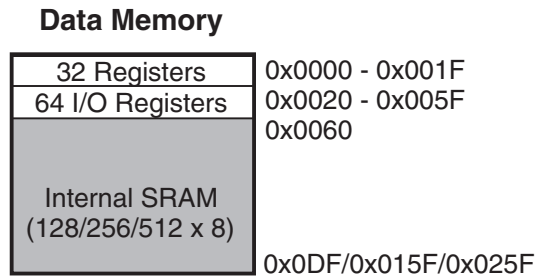 Data Memory
32 Registers 0x0000 - 0x001F
64 I/O Registers 0x0020 - 0x005F
0x0060
Internal SRAM
(128/256/512 x 8)
0x0DF/0x015F/0x025F